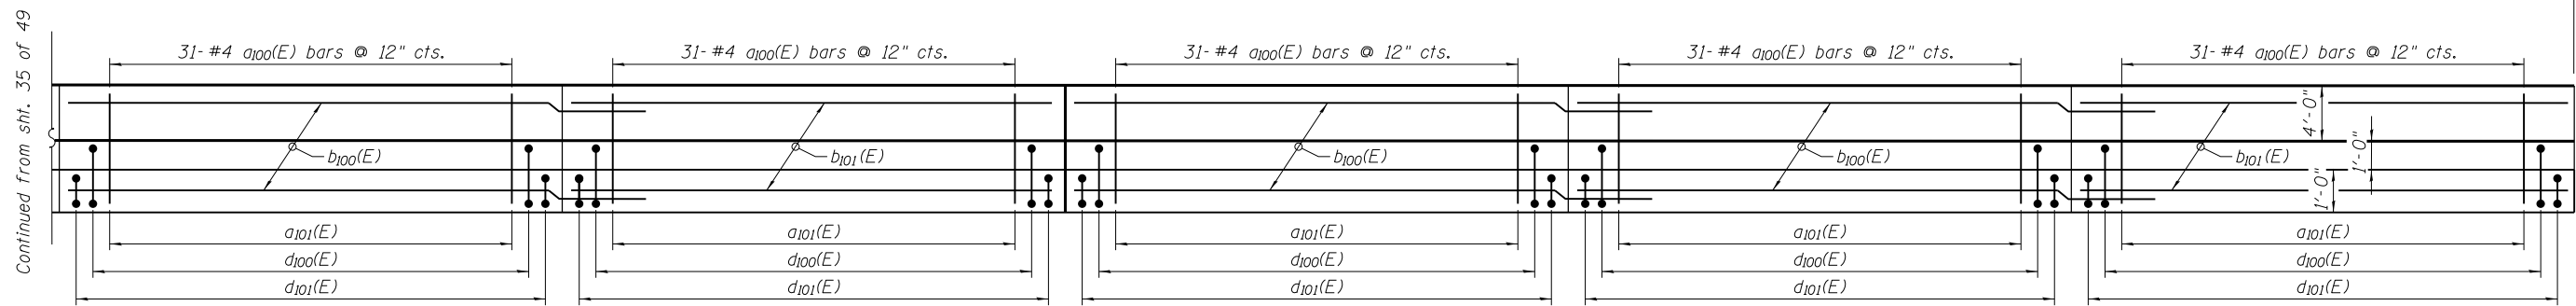 Continued from sht. 35 of 49
31- #4 a100(E) bars @ 12" cts.
31- #4 a100(E) bars @ 12" cts.
31- #4 a100(E) bars @ 12" cts.
31- #4 a100(E) bars @ 12" cts.
31- #4 a100(E) bars @ 12" cts.
4'-0"
1'-0"
1'-0"
b100(E)
b101(E)
b100(E)
b100(E)
b101(E)
a101(E)
a101(E)
a101(E)
a101(E)
a101(E)
d100(E)
d100(E)
d100(E)
d100(E)
d100(E)
d101(E)
d101(E)
d101(E)
d101(E)
d101(E)